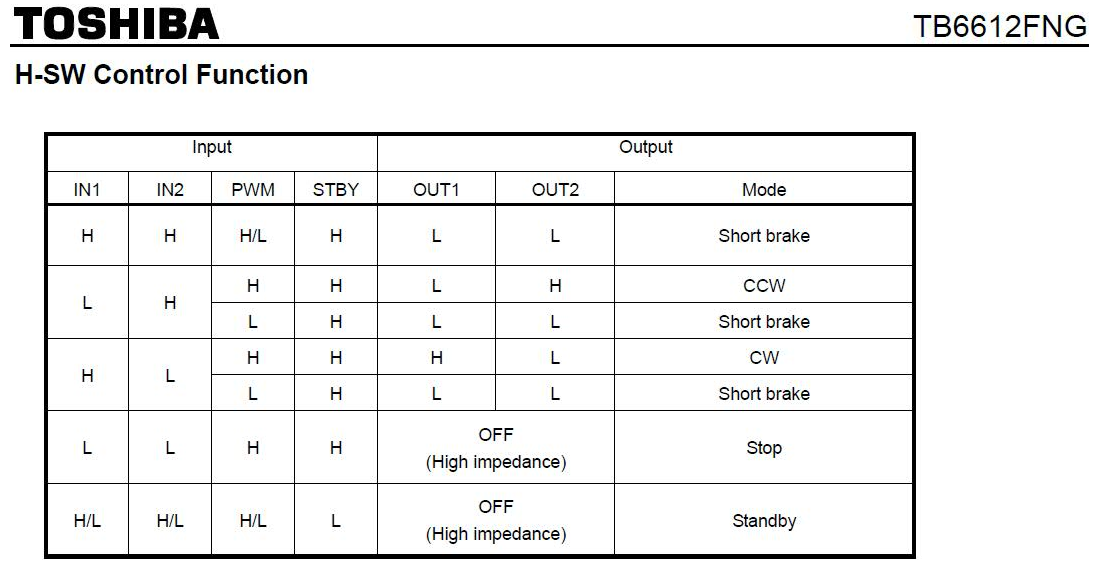 TOSHIBA
TB6612FNG
H-SW Control Function
Input Output
IN1 IN2 PWM STBY OUT1 OUT2 Mode
H H H/L H L L Short brake
L H H H L H CCW
L H L L Short brake
H L H H H L CW
L H L L Short brake
L L H H OFF (High impedance) Stop
H/L H/L H/L L OFF (High impedance) Standby